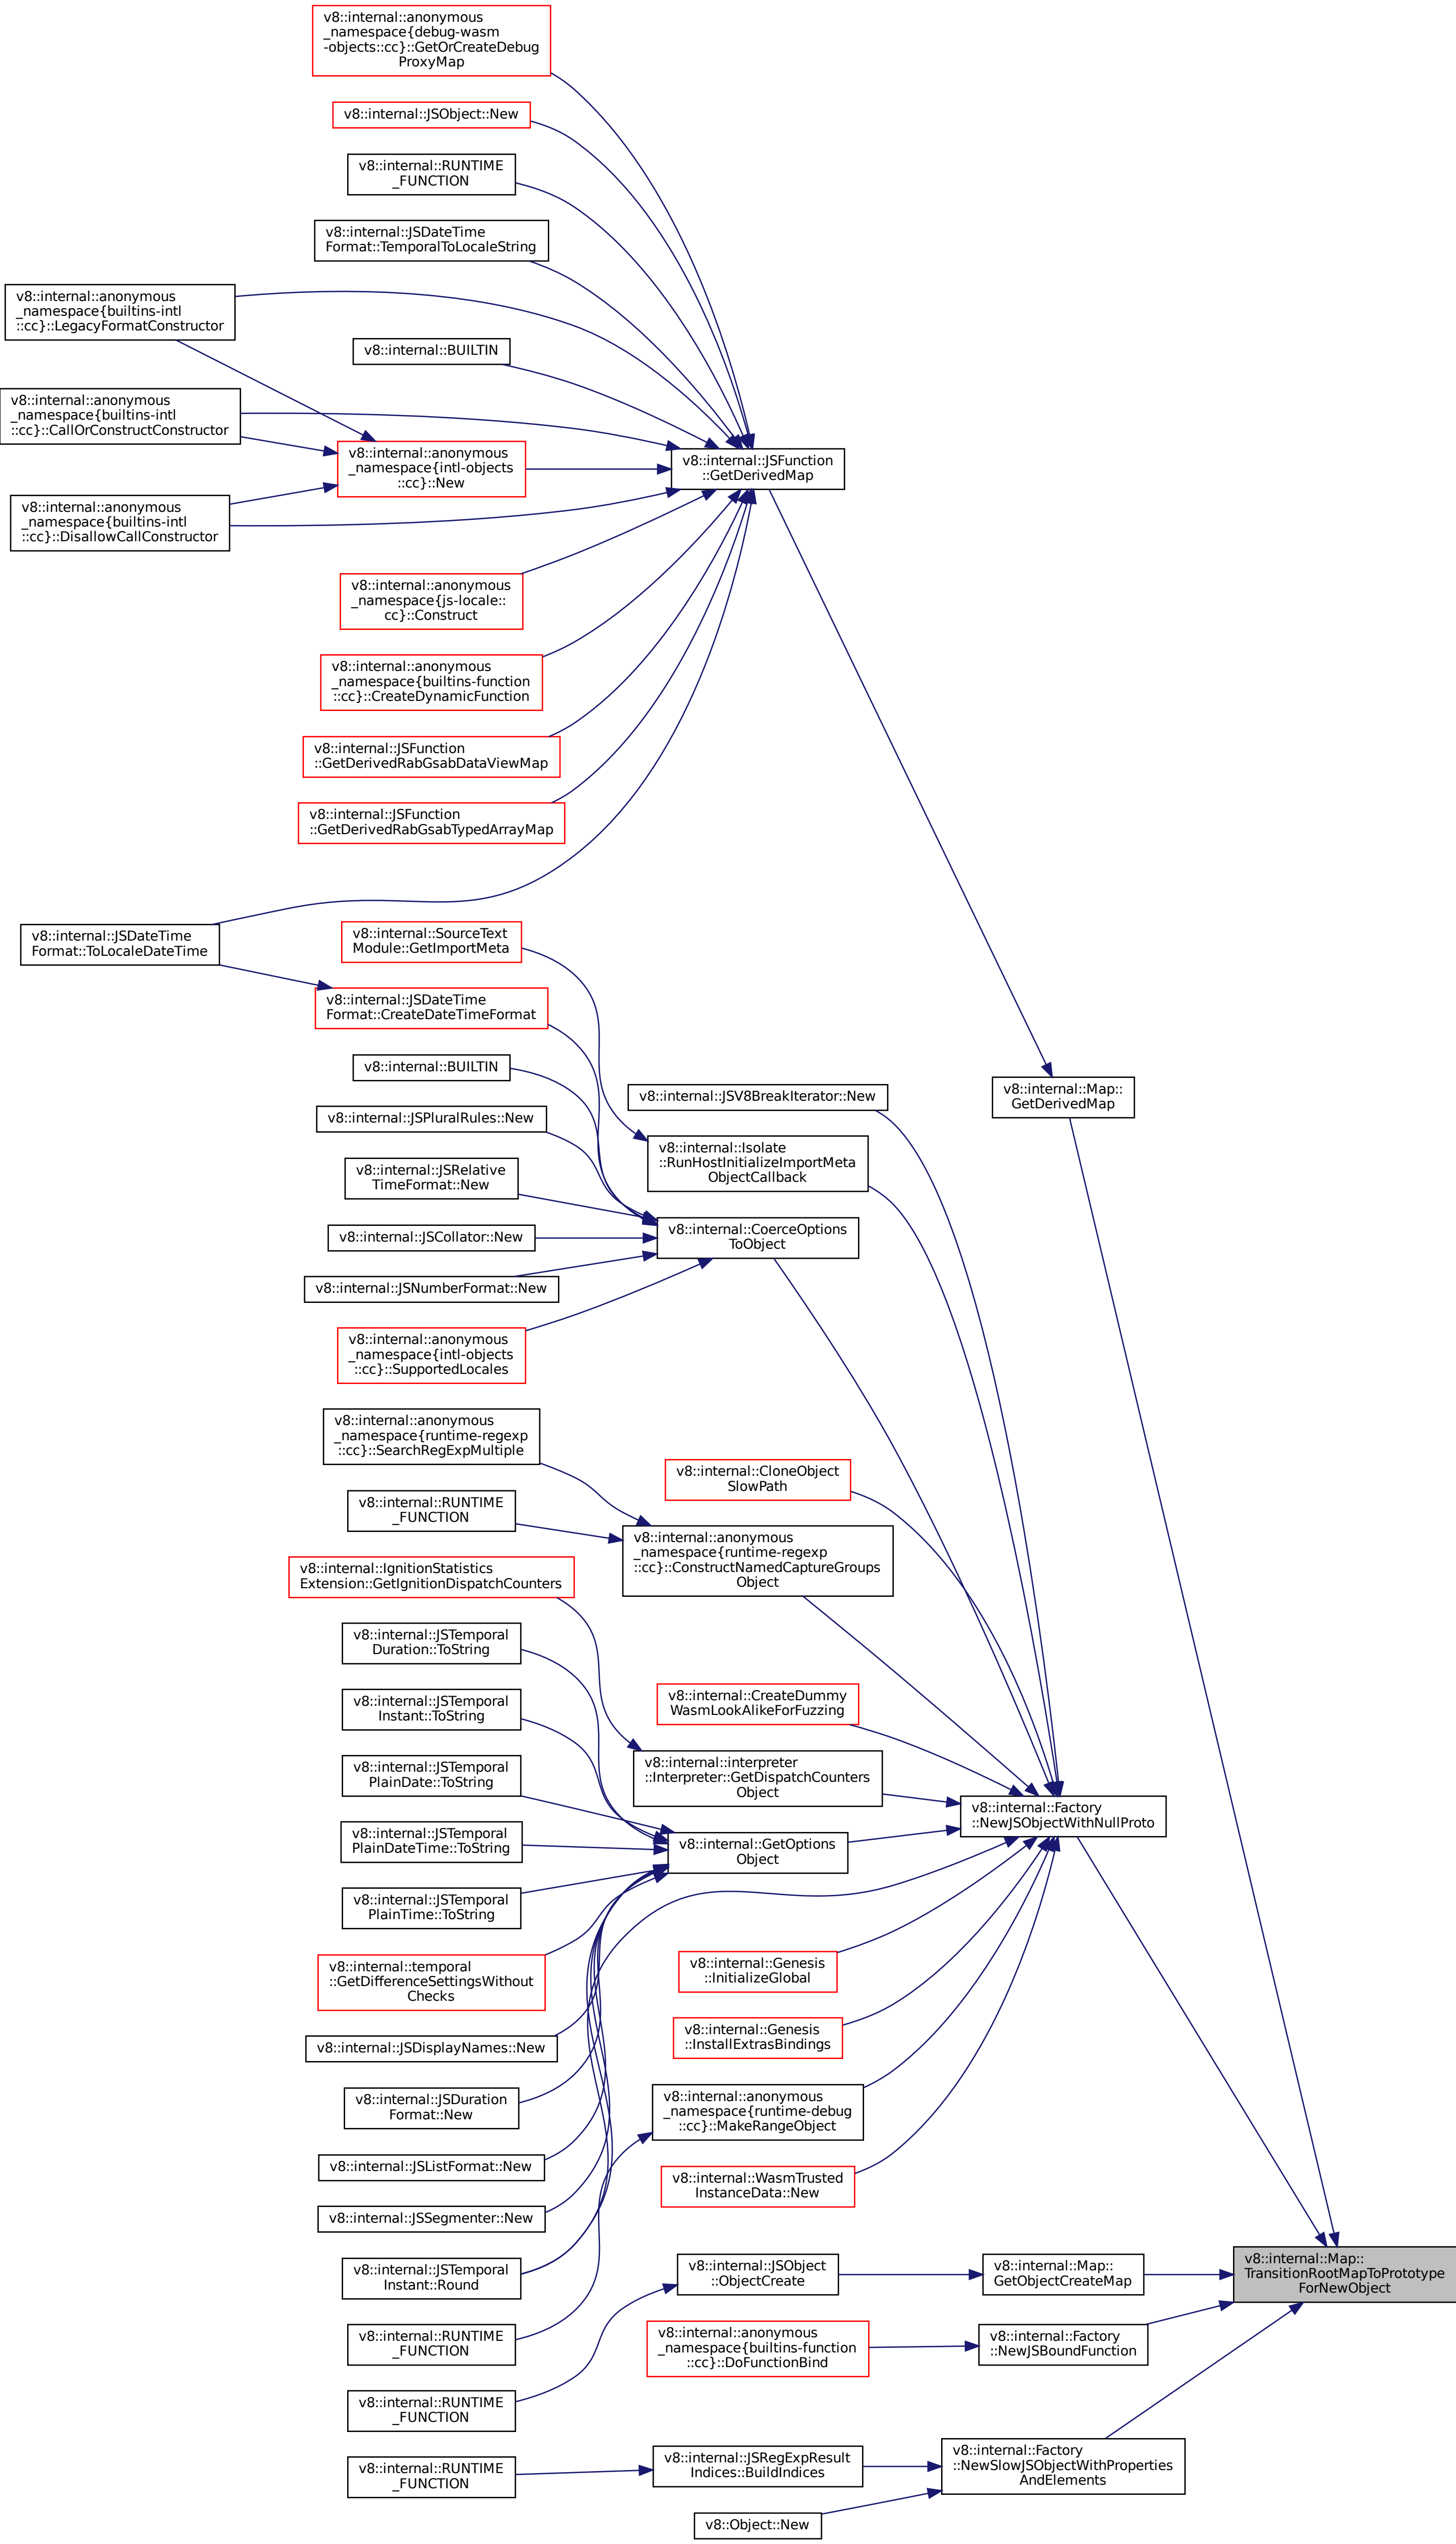 v8::internal::anonymous
_namespace{debug-wasm
-objects::cc}::GetOrCreateDebug
ProxyMap
v8::internal::JSObject::New
v8::internal::RUNTIME
_FUNCTION
v8::internal::JSDateTime
Format::TemporalToLocaleString
v8::internal::anonymous
_namespace{builtins-intl
::cc}::LegacyFormatConstructor
v8::internal::BUILTIN
v8::internal::anonymous
_namespace{builtins-intl
::cc}::CallOrConstructConstructor
v8::internal::anonymous
_namespace{intl-objects
::cc}::New
v8::internal::JSFunction
::GetDerivedMap
v8::internal::anonymous
_namespace{builtins-intl
::cc}::DisallowCallConstructor
v8::internal::anonymous
_namespace{js-locale::
cc}::Construct
v8::internal::anonymous
_namespace{builtins-function
::cc}::CreateDynamicFunction
v8::internal::JSFunction
::GetDerivedRabGsabDataViewMap
v8::internal::JSFunction
::GetDerivedRabGsabTypedArrayMap
v8::internal::JSDateTime
Format::ToLocaleDateTime
v8::internal::SourceText
Module::GetImportMeta
v8::internal::JSDateTime
Format::CreateDateTimeFormat
v8::internal::BUILTIN
v8::internal::JSV8BreakIterator::New
v8::internal::Map::
GetDerivedMap
v8::internal::JSPluralRules::New
v8::internal::Isolate
::RunHostInitializeImportMeta
ObjectCallback
v8::internal::JSRelative
TimeFormat::New
v8::internal::JSCollator::New
v8::internal::CoerceOptions
ToObject
v8::internal::JSNumberFormat::New
v8::internal::anonymous
_namespace{intl-objects
::cc}::SupportedLocales
v8::internal::anonymous
_namespace{runtime-regexp
::cc}::SearchRegExpMultiple
v8::internal::CloneObject
SlowPath
v8::internal::RUNTIME
_FUNCTION
v8::internal::anonymous
_namespace{runtime-regexp
::cc}::ConstructNamedCaptureGroups
Object
v8::internal::IgnitionStatistics
Extension::GetIgnitionDispatchCounters
v8::internal::JSTemporal
Duration::ToString
v8::internal::JSTemporal
Instant::ToString
v8::internal::CreateDummy
WasmLookAlikeForFuzzing
v8::internal::JSTemporal
PlainDate::ToString
v8::internal::interpreter
::Interpreter::GetDispatchCounters
Object
v8::internal::Factory
::NewJSObjectWithNullProto
v8::internal::JSTemporal
PlainDateTime::ToString
v8::internal::GetOptions
Object
v8::internal::JSTemporal
PlainTime::ToString
v8::internal::temporal
::GetDifferenceSettingsWithout
Checks
v8::internal::Genesis
::InitializeGlobal
v8::internal::JSDisplayNames::New
v8::internal::Genesis
::InstallExtrasBindings
v8::internal::JSDuration
Format::New
v8::internal::anonymous
_namespace{runtime-debug
::cc}::MakeRangeObject
v8::internal::JSListFormat::New
v8::internal::WasmTrusted
InstanceData::New
v8::internal::JSSegmenter::New
v8::internal::JSTemporal
Instant::Round
v8::internal::JSObject
::ObjectCreate
v8::internal::Map::
GetObjectCreateMap
v8::internal::Map::
TransitionRootMapToPrototype
ForNewObject
v8::internal::RUNTIME
_FUNCTION
v8::internal::anonymous
_namespace{builtins-function
::cc}::DoFunctionBind
v8::internal::Factory
::NewJSBoundFunction
v8::internal::RUNTIME
_FUNCTION
v8::internal::RUNTIME
_FUNCTION
v8::internal::JSRegExpResult
Indices::BuildIndices
v8::internal::Factory
::NewSlowJSObjectWithProperties
AndElements
v8::Object::New